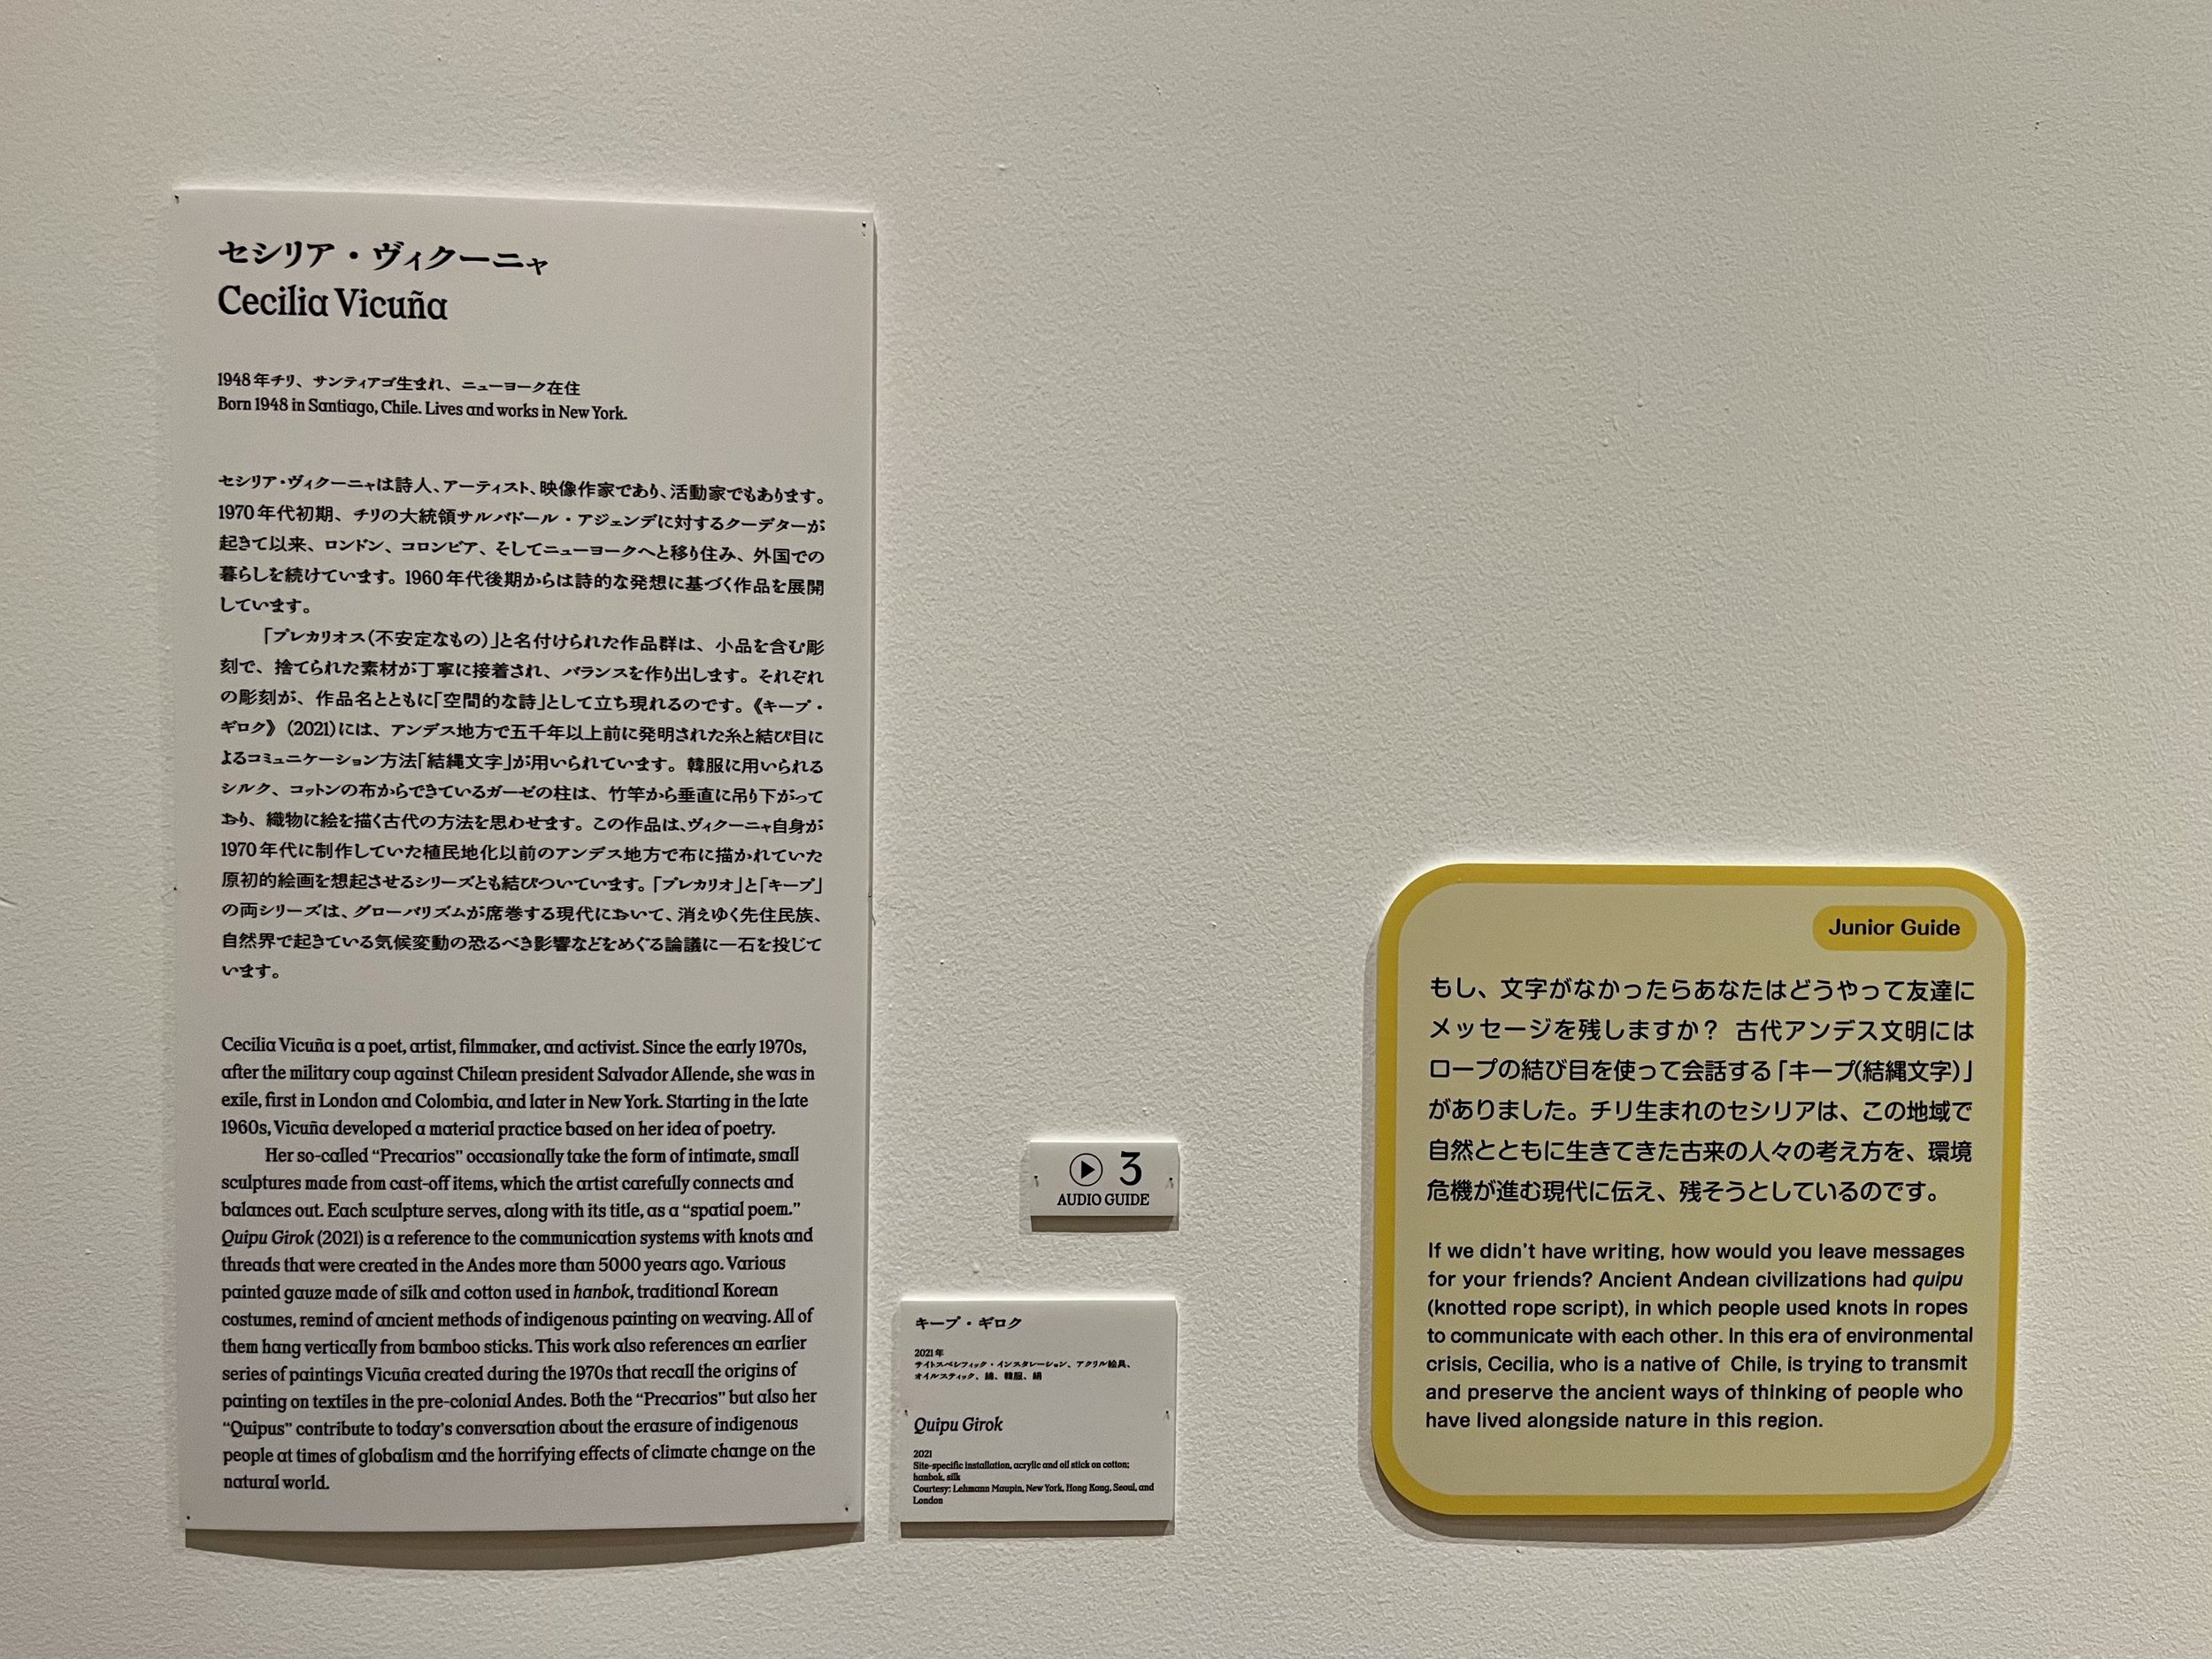 セシリア・ヴィクーニャ
Cecilia Vicuña
1948年チリ、サンティアゴ生まれ、ニューヨーク在住
Born 1948 in Santiago, Chile. Lives and works in New York.
セシリア・ヴィクーニャは詩人、アーティスト、映像作家であり、活動家でもあります。
1970年代初期、チリの大統領サルバドール・アジェンデに対するクーデターが
起きて以来、ロンドン、コロンビア、そしてニューヨークへと移り住み、外国での
暮らしを続けています。1960年代後期からは詩的な発想に基づく作品を展開
しています。
「プレカリオス(不安定なもの)」と名付けられた作品群は、小品を含む彫
刻で、捨てられた素材が丁寧に接着され、バランスを作り出します。それぞれ
の彫刻が、作品名とともに「空間的な詩」として立ち現れるのです。《キープ・
ギロク》(2021)には、アンデス地方で五千年以上前に発明された糸と結び目に
よるコミュニケーション方法「結縄文字」が用いられています。韓服に用いられる
シルク、コットンの布からできているガーゼの柱は、竹竿から垂直に吊り下がって
おり、織物に絵を描く古代の方法を思わせます。この作品は、ヴィクーニャ自身が
1970年代に制作していた植民地化以前のアンデス地方で布に描かれていた
原初的絵画を想起させるシリーズとも結びついています。「プレカリオ」と「キープ」
の両シリーズは、グローバリズムが席巻する現代において、消えゆく先住民族、
自然界で起きている気候変動の恐るべき影響などをめぐる論議に一石を投じて
います。
Cecilia Vicuña is a poet, artist, filmmaker, and activist. Since the early 1970s,
after the military coup against Chilean president Salvador Allende, she was in
exile, first in London and Colombia, and later in New York. Starting in the late
1960s, Vicuña developed a material practice based on her idea of poetry.
Her so-called “Precarios” occasionally take the form of intimate, small
sculptures made from cast-off items, which the artist carefully connects and
balances out. Each sculpture serves, along with its title, as a “spatial poem.”
Quipu Girok (2021) is a reference to the communication systems with knots and
threads that were created in the Andes more than 5000 years ago. Various
painted gauze made of silk and cotton used in hanbok, traditional Korean
costumes, remind of ancient methods of indigenous painting on weaving. All of
them hang vertically from bamboo sticks. This work also references an earlier
series of paintings Vicuña created during the 1970s that recall the origins of
painting on textiles in the pre-colonial Andes. Both the “Precarios” but also her
“Quipus” contribute to today’s conversation about the erasure of indigenous
people at times of globalism and the horrifying effects of climate change on the
natural world.
3
AUDIO GUIDE
キープ・ギロク
2021年
サイトスペシフィック・インスタレーション、アクリル絵具、
オイルスティック、綿、韓服、絹
Quipu Girok
2021
Site-specific installation, acrylic and oil stick on cotton;
hanbok, silk
Courtesy: Lehmann Maupin, New York, Hong Kong, Seoul, and
London
Junior Guide
もし、文字がなかったらあなたはどうやって友達に
メッセージを残しますか？ 古代アンデス文明には
ロープの結び目を使って会話する「キープ(結縄文字)」
がありました。チリ生まれのセシリアは、この地域で
自然とともに生きてきた古来の人々の考え方を、環境
危機が進む現代に伝え、残そうとしているのです。
If we didn’t have writing, how would you leave messages
for your friends? Ancient Andean civilizations had quipu
(knotted rope script), in which people used knots in ropes
to communicate with each other. In this era of environmental
crisis, Cecilia, who is a native of Chile, is trying to transmit
and preserve the ancient ways of thinking of people who
have lived alongside nature in this region.